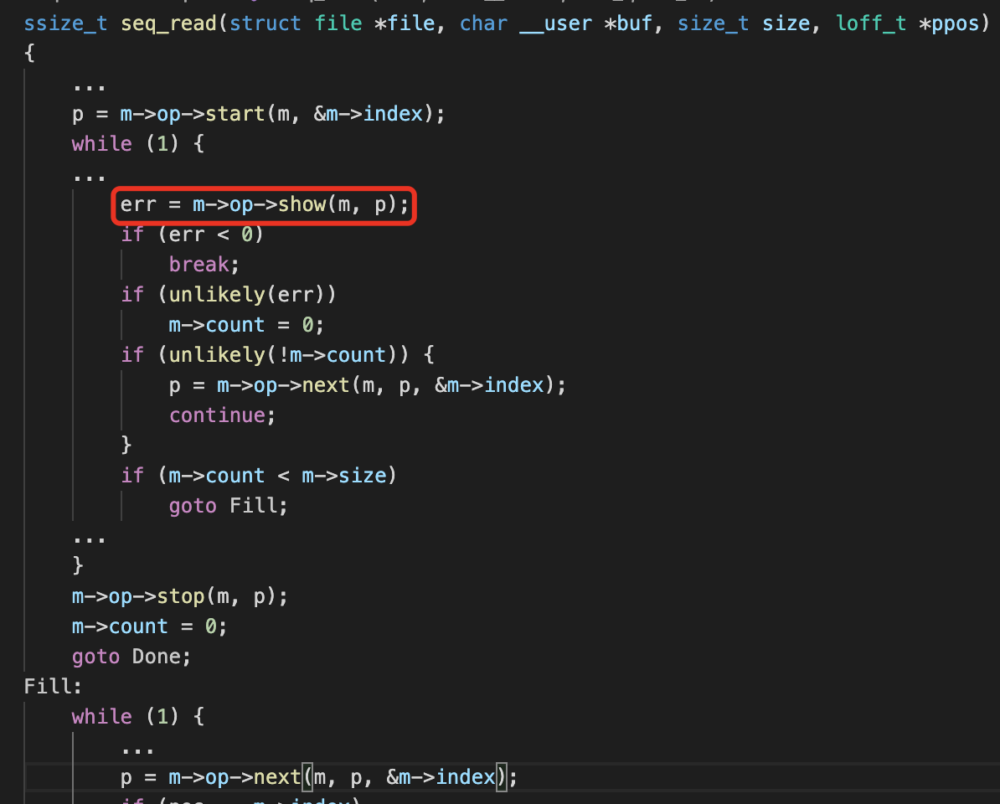 ssize_t seq_read(struct file *file, char __user *buf, size_t size, loff_t *ppos)
{
...
p = m->op->start(m, &m->index);
while (1) {
...
err = m->op->show(m, p);
if (err < 0)
break;
if (unlikely(err))
m->count = 0;
if (unlikely(!m->count)) {
p = m->op->next(m, p, &m->index);
continue;
}
if (m->count < m->size)
goto Fill;
...
}
m->op->stop(m, p);
m->count = 0;
goto Done;
Fill:
while (1) {
...
p = m->op->next(m, p, &m->index);